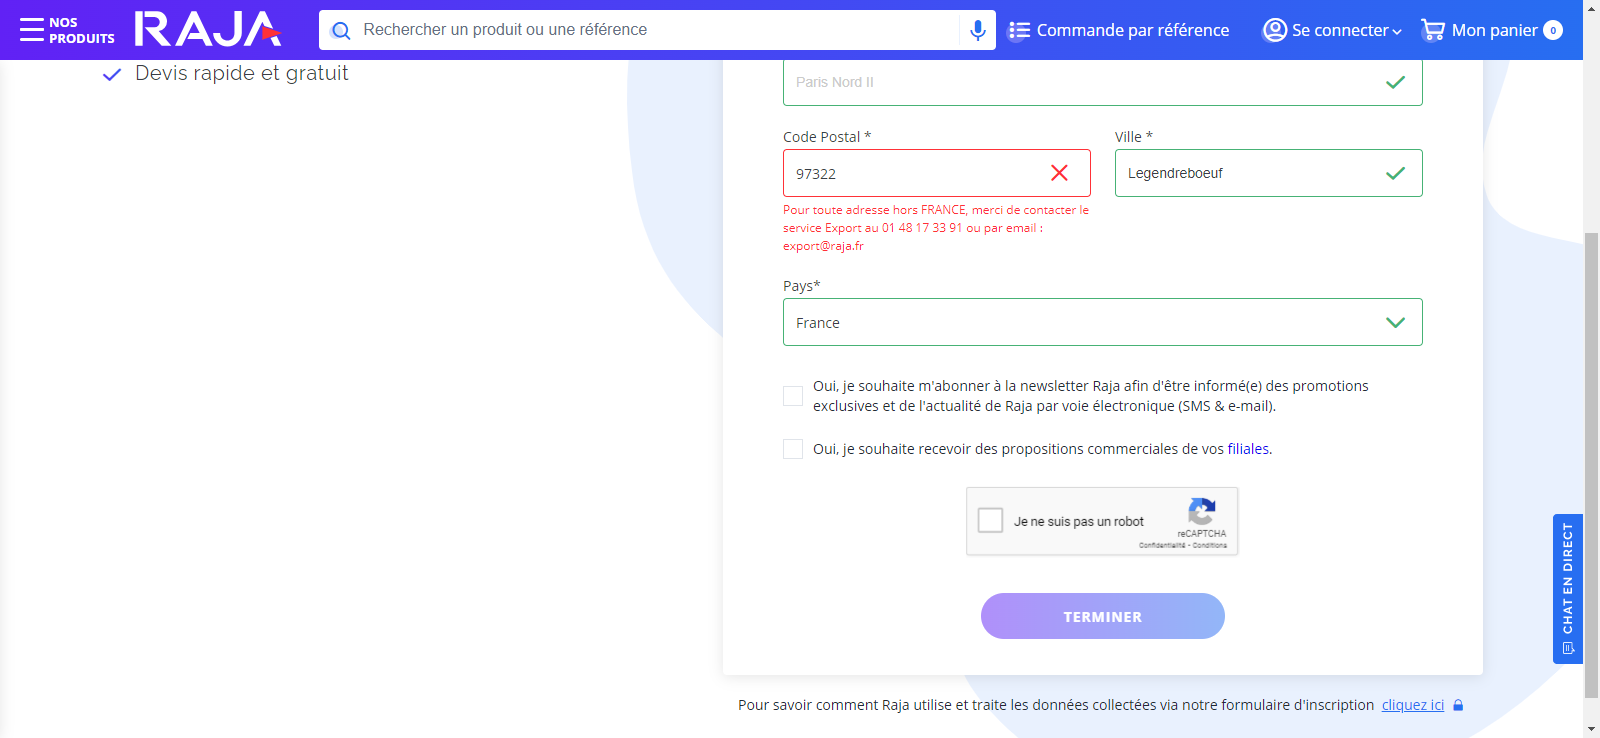 NOS
PRODUITS
RAJA
Rechercher un produit ou une référence
Commande par référence
Se connecter
Mon panier
0
Devis rapide et gratuit
Paris Nord II
Code Postal *
Ville *
97322
Legendreboeuf
Pour toute adresse hors FRANCE, merci de contacter le
service Export au 01 48 17 33 91 ou par email :
export@raja.fr
Pays*
France
Oui, je souhaite m'abonner à la newsletter Raja afin d'être informé(e) des promotions
exclusives et de l'actualité de Raja par voie électronique (SMS & e-mail).
Oui, je souhaite recevoir des propositions commerciales de vos filiales.
Je ne suis pas un robot
reCAPTCHA
Confidentialité - Conditions
TERMINER
CHAT EN DIRECT
Pour savoir comment Raja utilise et traite les données collectées via notre formulaire d'inscription cliquez ici